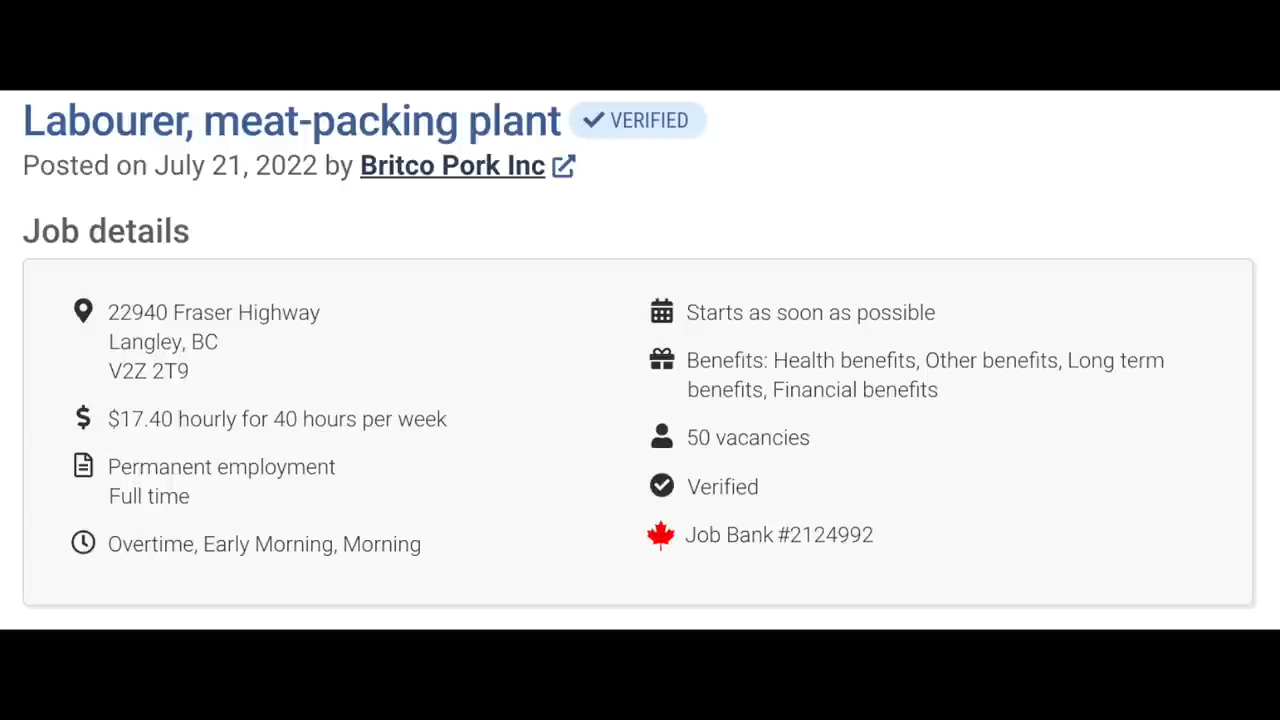 Labourer, meat-packing plant VERIFIED
Posted on July 21, 2022 by Britco Pork Inc
Job details
22940 Fraser Highway
Langley, BC
V2Z 2T9
$17.40 hourly for 40 hours per week
Permanent employment
Full time
Overtime, Early Morning, Morning
Starts as soon as possible
Benefits: Health benefits, Other benefits, Long term
benefits, Financial benefits
50 vacancies
Verified
Job Bank #2124992